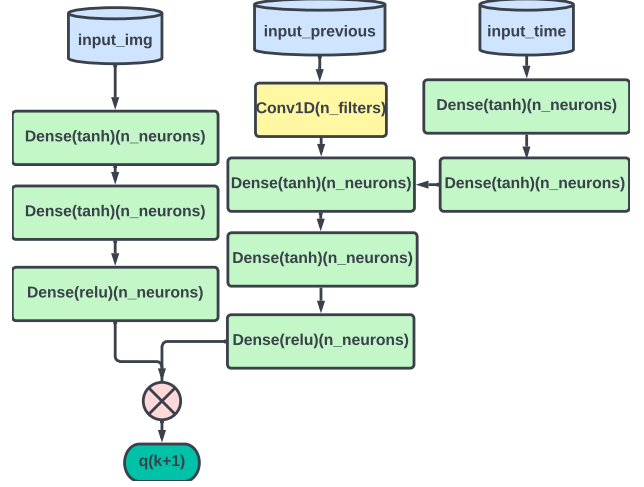 input_img
input_previous
input_time
Conv1D(n_filters)
Dense(tanh)(n_neurons)
Dense(tanh)(n_neurons)
Dense(tanh)(n_neurons)
Dense(tanh)(n_neurons)
Dense(tanh)(n_neurons)
Dense(tanh)(n_neurons)
Dense(relu)(n_neurons)
Dense(relu)(n_neurons)
q(k+1)